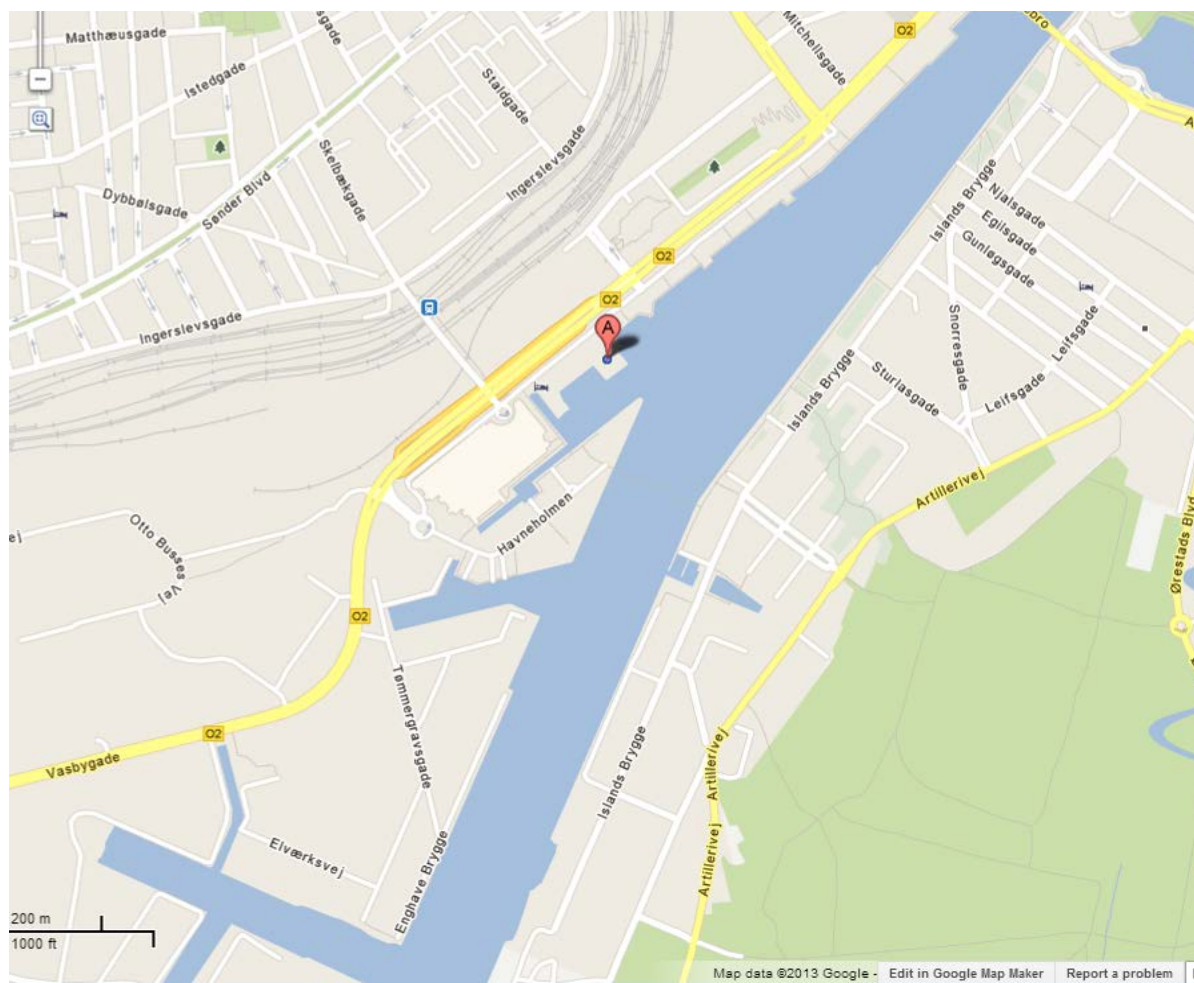 Matthæusgade
Istedgade
Staldgade
Mitchellsgade
O2
Ingerslevsgade
Skelbækgade
Dybbølsgade
Sønder Blvd
Islands Brygge
Njalsgade
Egilsgade
Gunløgsgade
O2
O2
A
Ingerslevsgade
Snorresgade
Leifsgade
Islands Brygge
Sturlasgade
Leifsgade
Artillerivej
Havneholmen
Otto Busses Vej
Ørestads Blvd
O2
Tømmergravsgade
O2
Vasbygade
Islands Brygge
Artillerivej
Elværksvej
Enghave Brygge
Artillerivej
200 m
1000 ft
Map data ©2013 Google - Edit in Google Map Maker Report a problem